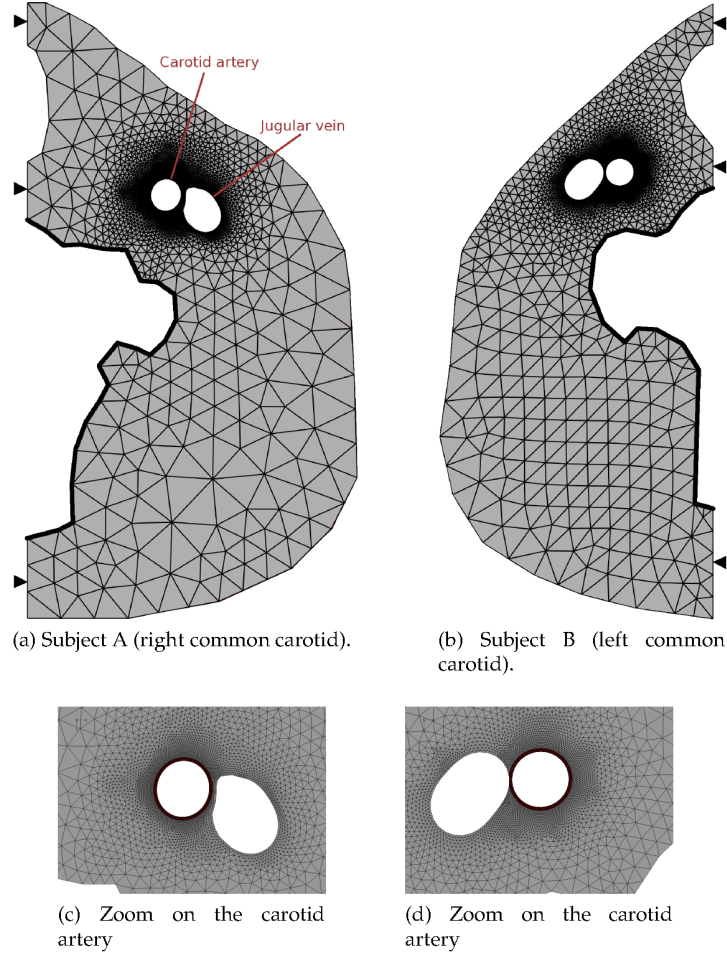 Carotid artery
Jugular vein
(a) Subject A (right common carotid).
(b) Subject B (left common
carotid).
(c) Zoom on the carotid
artery
(d) Zoom on the carotid
artery